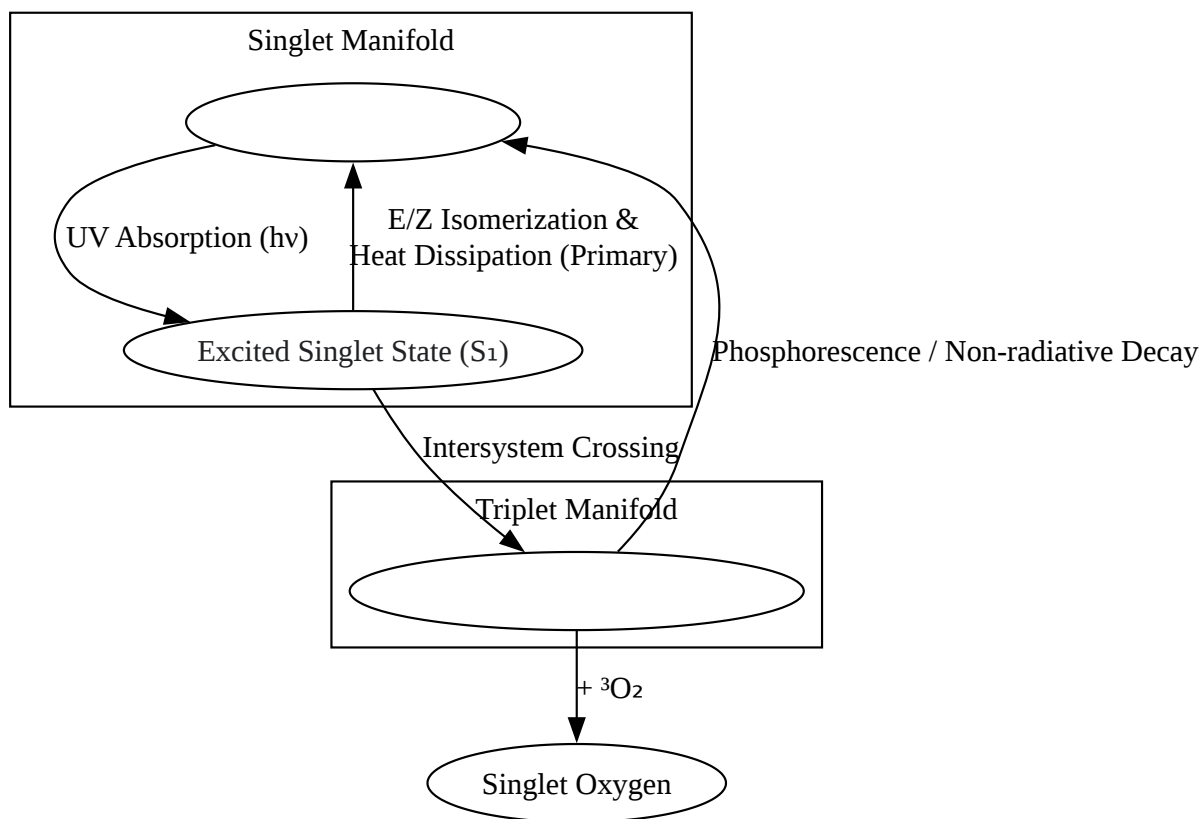 Singlet Manifold
UV Absorption (hν)
E/Z Isomerization &
Heat Dissipation (Primary)
Excited Singlet State (S₁)
Phosphorescence / Non-radiative Decay
Intersystem Crossing
Triplet Manifold
+ ³O₂
Singlet Oxygen